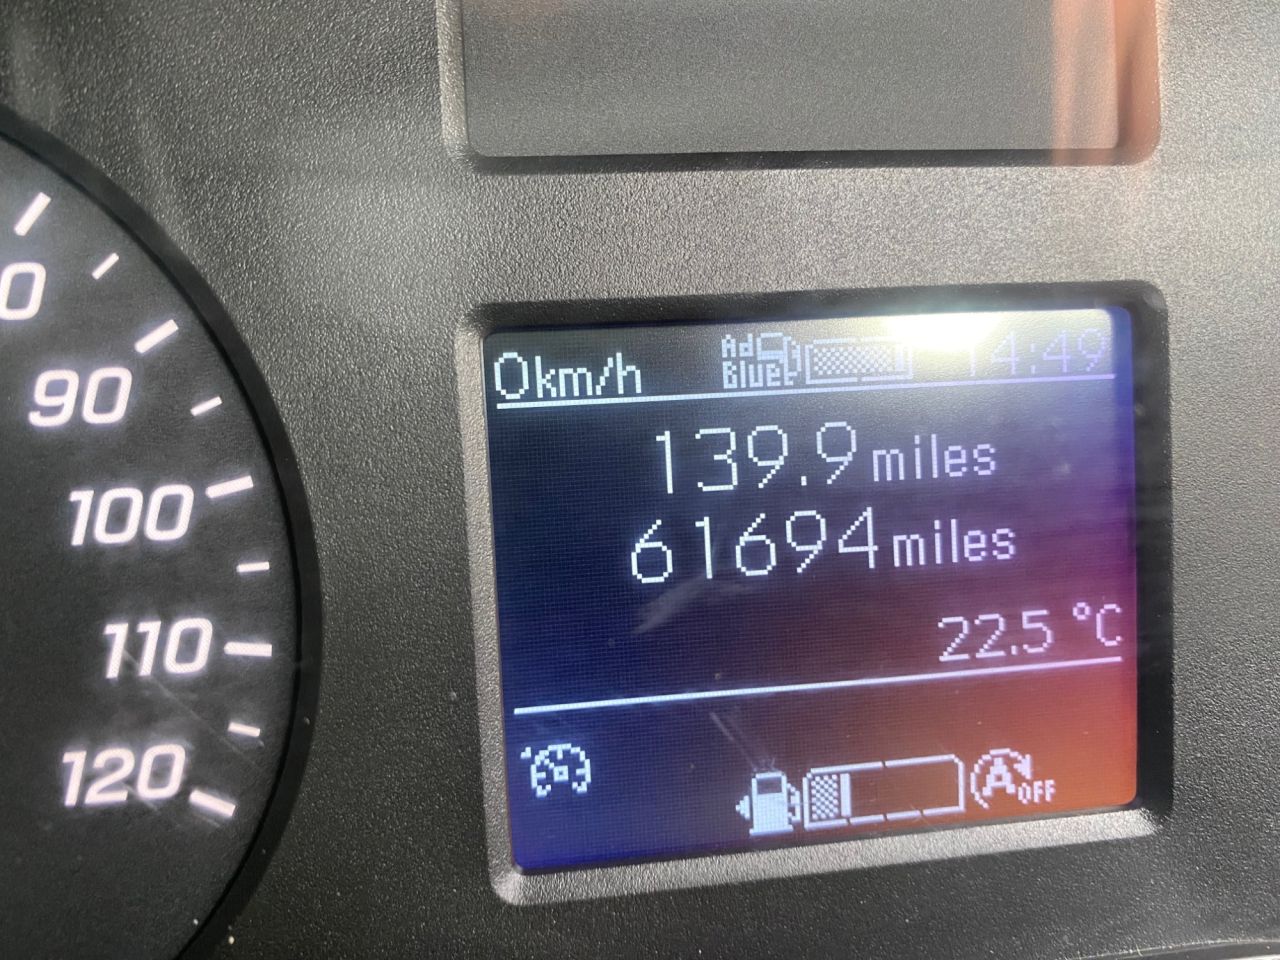 0km/h Ad Blue 14:49
139.9 miles
61694 miles
22.5 °C
A OFF
0
90
100
110
120